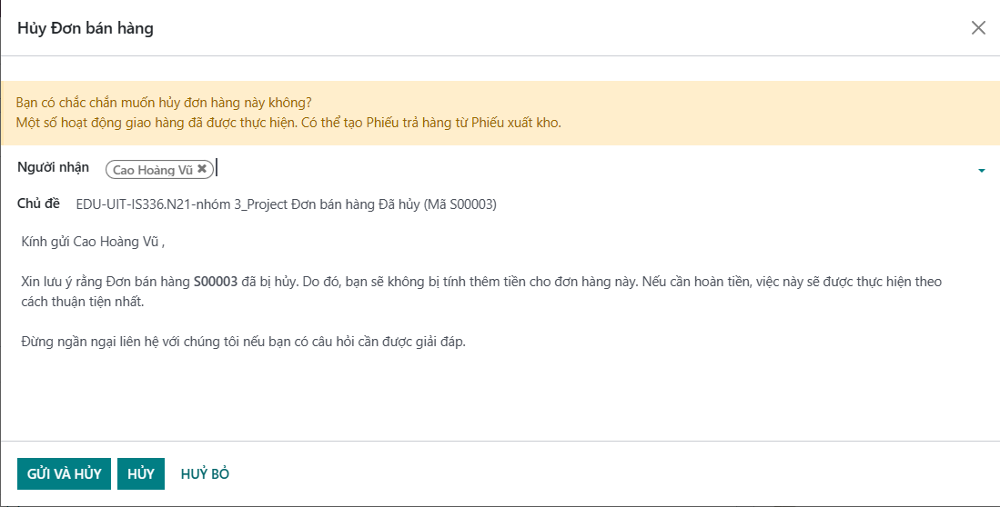 Hủy Đơn bán hàng
Bạn có chắc chắn muốn hủy đơn hàng này không?
Một số hoạt động giao hàng đã được thực hiện. Có thể tạo Phiếu trả hàng từ Phiếu xuất kho.
Người nhận Cao Hoàng Vũ ✖
Chủ đề EDU-UIT-IS336.N21-nhóm 3_Project Đơn bán hàng Đã hủy (Mã S00003)
Kính gửi Cao Hoàng Vũ ,
Xin lưu ý rằng Đơn bán hàng S00003 đã bị hủy. Do đó, bạn sẽ không bị tính thêm tiền cho đơn hàng này. Nếu cần hoàn tiền, việc này sẽ được thực hiện theo
cách thuận tiện nhất.
Đừng ngần ngại liên hệ với chúng tôi nếu bạn có câu hỏi cần được giải đáp.
GỬI VÀ HỦY HỦY HUỶ BỎ